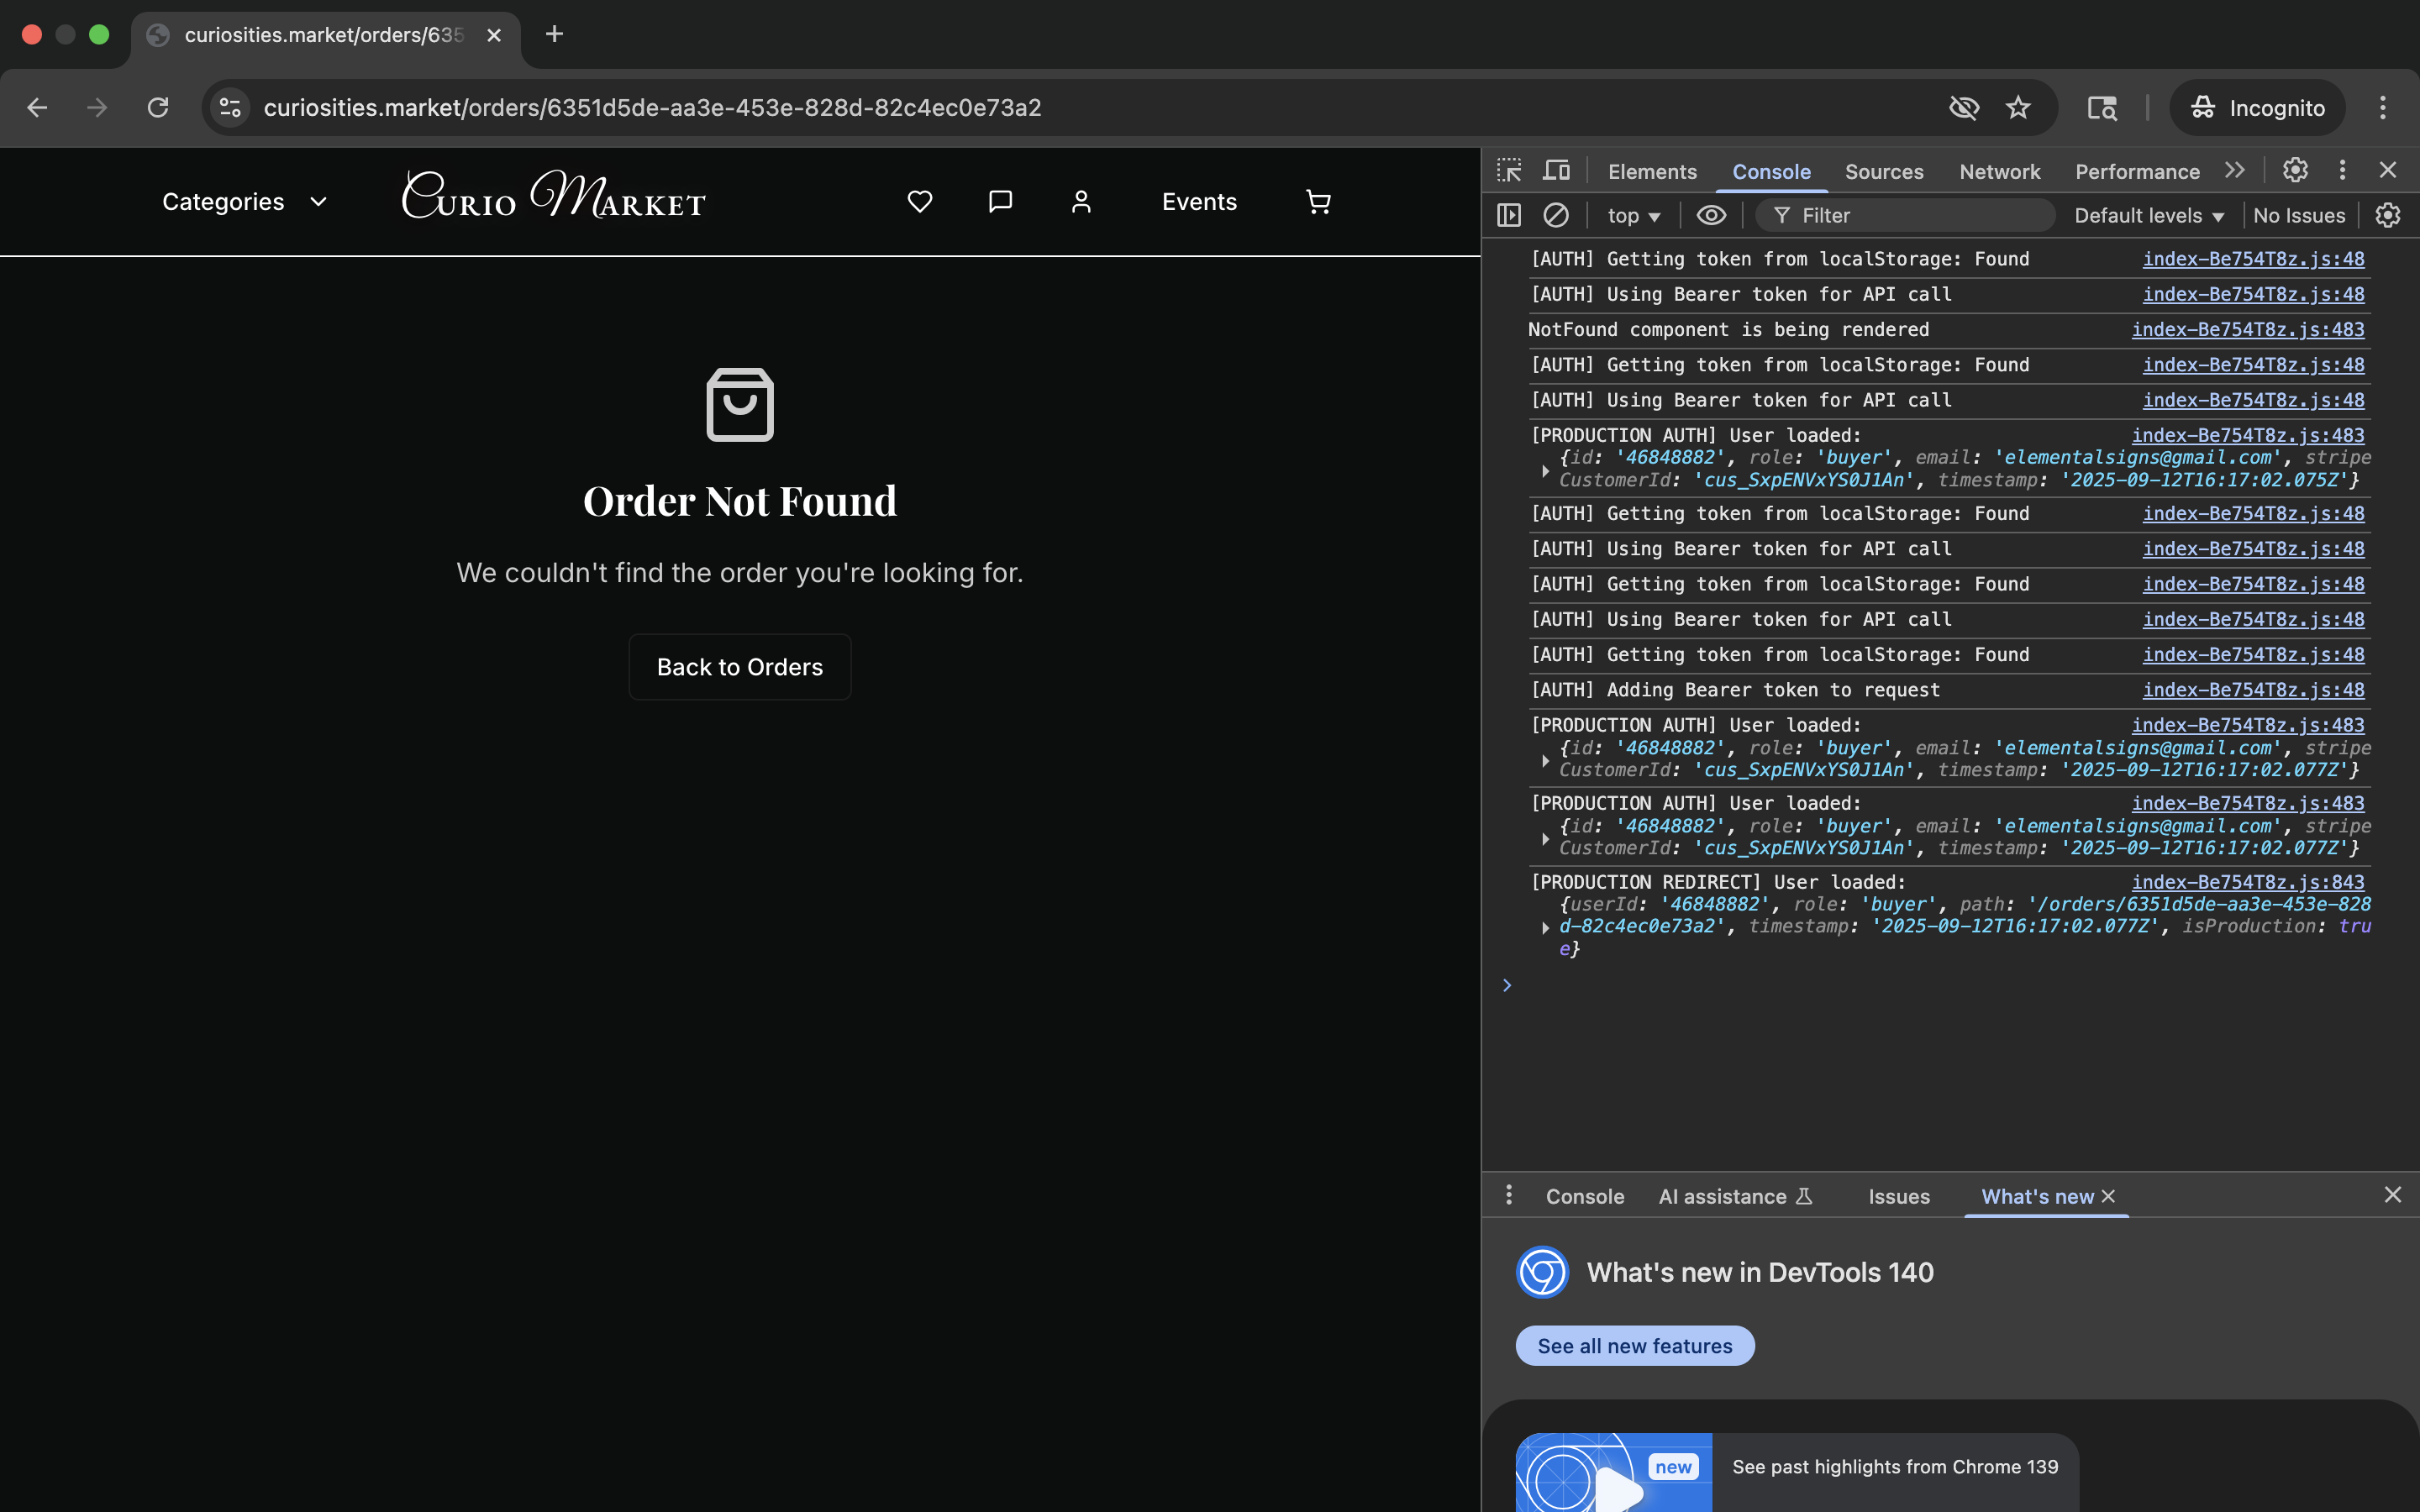 curiosities.market/orders/635
curiosities.market/orders/6351d5de-aa3e-453e-828d-82c4ec0e73a2
Incognito
Categories
Curio Market
Events
Order Not Found
We couldn't find the order you're looking for.
Back to Orders
Elements Console Sources Network Performance
top Filter Default levels No Issues
[AUTH] Getting token from localStorage: Found index-Be754T8z.js:48
[AUTH] Using Bearer token for API call index-Be754T8z.js:48
NotFound component is being rendered index-Be754T8z.js:483
[AUTH] Getting token from localStorage: Found index-Be754T8z.js:48
[AUTH] Using Bearer token for API call index-Be754T8z.js:48
[PRODUCTION AUTH] User loaded: index-Be754T8z.js:483
{id: '46848882', role: 'buyer', email: 'elementalsigns@gmail.com', stripe
CustomerId: 'cus_SxpENVxYS0J1An', timestamp: '2025-09-12T16:17:02.075Z'}
[AUTH] Getting token from localStorage: Found index-Be754T8z.js:48
[AUTH] Using Bearer token for API call index-Be754T8z.js:48
[AUTH] Getting token from localStorage: Found index-Be754T8z.js:48
[AUTH] Using Bearer token for API call index-Be754T8z.js:48
[AUTH] Getting token from localStorage: Found index-Be754T8z.js:48
[AUTH] Adding Bearer token to request index-Be754T8z.js:48
[PRODUCTION AUTH] User loaded: index-Be754T8z.js:483
{id: '46848882', role: 'buyer', email: 'elementalsigns@gmail.com', stripe
CustomerId: 'cus_SxpENVxYS0J1An', timestamp: '2025-09-12T16:17:02.077Z'}
[PRODUCTION AUTH] User loaded: index-Be754T8z.js:483
{id: '46848882', role: 'buyer', email: 'elementalsigns@gmail.com', stripe
CustomerId: 'cus_SxpENVxYS0J1An', timestamp: '2025-09-12T16:17:02.077Z'}
[PRODUCTION REDIRECT] User loaded: index-Be754T8z.js:843
{userId: '46848882', role: 'buyer', path: '/orders/6351d5de-aa3e-453e-828
d-82c4ec0e73a2', timestamp: '2025-09-12T16:17:02.077Z', isProduction: tru
e}
Console AI assistance Issues What's new
What's new in DevTools 140
See all new features
new
See past highlights from Chrome 139